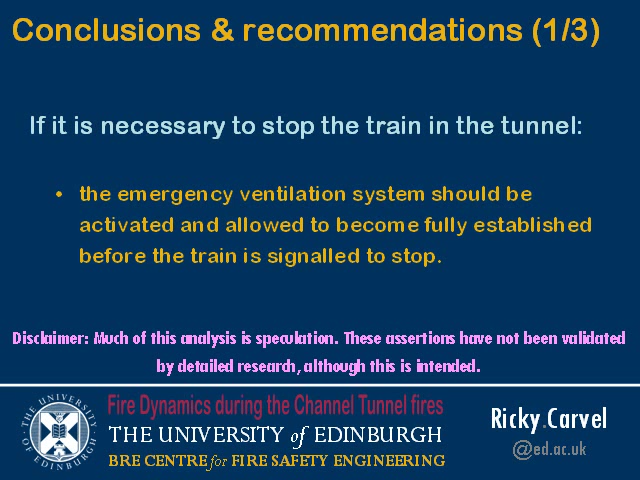 Conclusions & recommendations (1/3)
If it is necessary to stop the train in the tunnel:
• the emergency ventilation system should be
activated and allowed to become fully established
before the train is signalled to stop.
Disclaimer: Much of this analysis is speculation. These assertions have not been validated
by detailed research, although this is intended.
THE UNIVERSITY
OF EDINBURGH
Fire Dynamics during the Channel Tunnel fires
THE UNIVERSITY of EDINBURGH
BRE CENTRE for FIRE SAFETY ENGINEERING
Ricky.Carvel
@ed.ac.uk